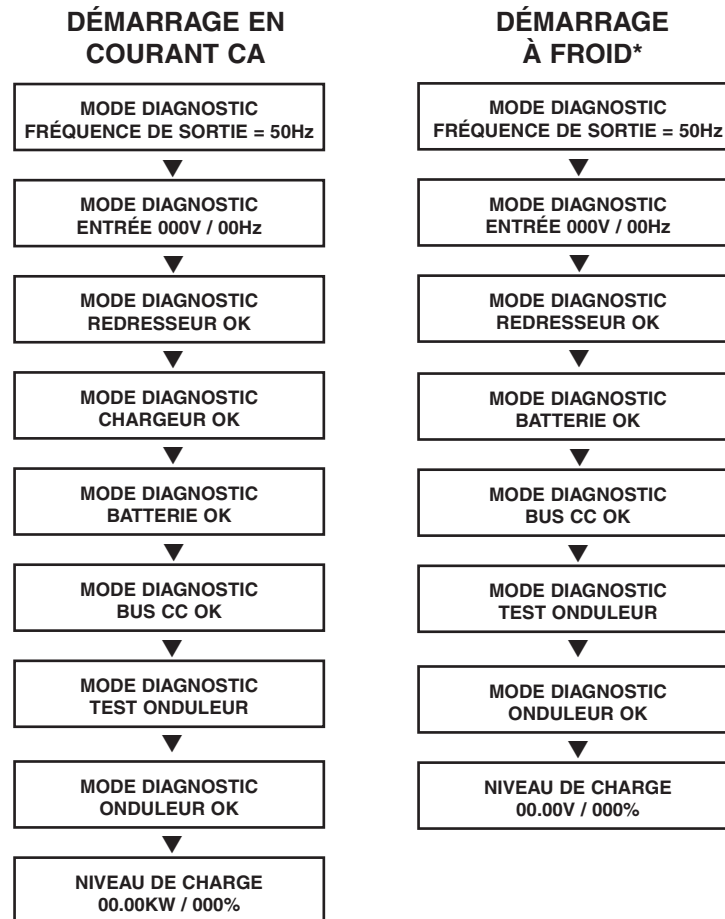 DÉMARRAGE EN
COURANT CA
MODE DIAGNOSTIC
FRÉQUENCE DE SORTIE = 50Hz
MODE DIAGNOSTIC
ENTRÉE 000V / 00Hz
MODE DIAGNOSTIC
REDRESSEUR OK
MODE DIAGNOSTIC
CHARGEUR OK
MODE DIAGNOSTIC
BATTERIE OK
MODE DIAGNOSTIC
BUS CC OK
MODE DIAGNOSTIC
TEST ONDULEUR
MODE DIAGNOSTIC
ONDULEUR OK
NIVEAU DE CHARGE
00.00KW / 000%
DÉMARRAGE
À FROID*
MODE DIAGNOSTIC
FRÉQUENCE DE SORTIE = 50Hz
MODE DIAGNOSTIC
ENTRÉE 000V / 00Hz
MODE DIAGNOSTIC
REDRESSEUR OK
MODE DIAGNOSTIC
BATTERIE OK
MODE DIAGNOSTIC
BUS CC OK
MODE DIAGNOSTIC
TEST ONDULEUR
MODE DIAGNOSTIC
ONDULEUR OK
NIVEAU DE CHARGE
00.00V / 000%